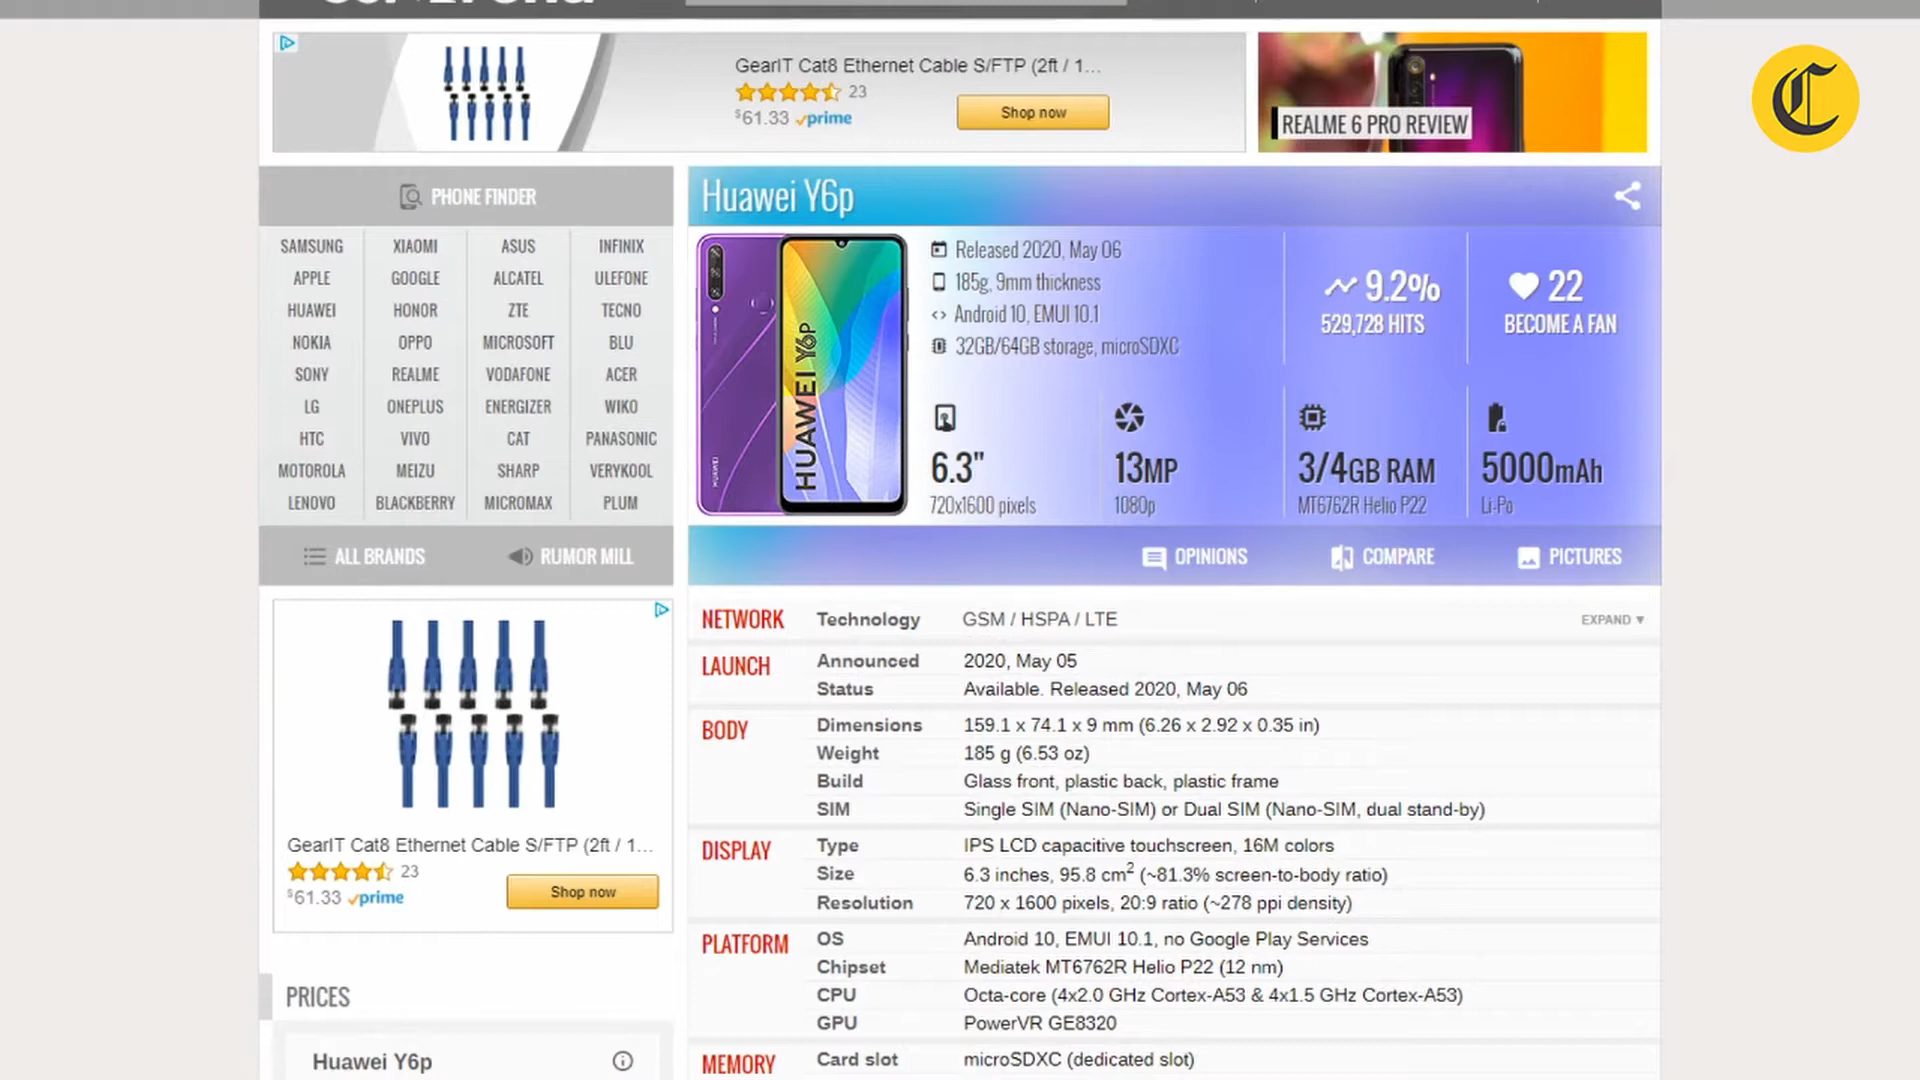 GearIT Cat8 Ethernet Cable S/FTP (2ft / 1...
23
$61.33 prime
Shop now
REALME 6 PRO REVIEW
C
PHONE FINDER
SAMSUNG XIAOMI ASUS INFINIX
APPLE GOOGLE ALCATEL ULEFONE
HUAWEI HONOR ZTE TECNO
NOKIA OPPO MICROSOFT BLU
SONY REALME VODAFONE ACER
LG ONEPLUS ENERGIZER WIKO
HTC VIVO CAT PANASONIC
MOTOROLA MEIZU SHARP VERYKOOL
LENOVO BLACKBERRY MICROMAX PLUM
ALL BRANDS RUMOR MILL
Huawei Y6p
HUAWEI Y6P
HUAWEI
Released 2020, May 06
185g, 9mm thickness
Android 10, EMUI 10.1
32GB/64GB storage, microSDXC
9.2%
529,728 HITS
22
BECOME A FAN
6.3"
720x1600 pixels
13MP
1080p
3/4GB RAM
MT6762R Helio P22
5000mAh
Li-Po
OPINIONS COMPARE PICTURES
GearIT Cat8 Ethernet Cable S/FTP (2ft / 1...
23
$61.33 prime
Shop now
PRICES
Huawei Y6p
NETWORK Technology GSM / HSPA / LTE EXPAND ▼
LAUNCH Announced 2020, May 05
Status Available. Released 2020, May 06
BODY Dimensions 159.1 x 74.1 x 9 mm (6.26 x 2.92 x 0.35 in)
Weight 185 g (6.53 oz)
Build Glass front, plastic back, plastic frame
SIM Single SIM (Nano-SIM) or Dual SIM (Nano-SIM, dual stand-by)
DISPLAY Type IPS LCD capacitive touchscreen, 16M colors
Size 6.3 inches, 95.8 cm2 (~81.3% screen-to-body ratio)
Resolution 720 x 1600 pixels, 20:9 ratio (~278 ppi density)
PLATFORM OS Android 10, EMUI 10.1, no Google Play Services
Chipset Mediatek MT6762R Helio P22 (12 nm)
CPU Octa-core (4x2.0 GHz Cortex-A53 & 4x1.5 GHz Cortex-A53)
GPU PowerVR GE8320
MEMORY Card slot microSDXC (dedicated slot)